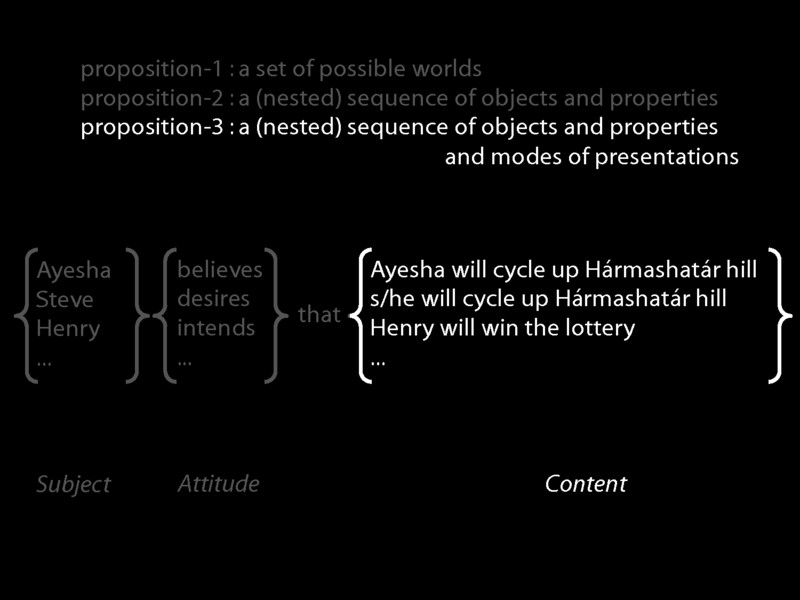 proposition-1 : a set of possible worlds
proposition-2 : a (nested) sequence of objects and properties
proposition-3 : a (nested) sequence of objects and properties
and modes of presentations
Ayesha
Steve
Henry
...
believes
desires
intends
...
that
Ayesha will cycle up Hármashatár hill
s/he will cycle up Hármashatár hill
Henry will win the lottery
...
Subject
Attitude
Content